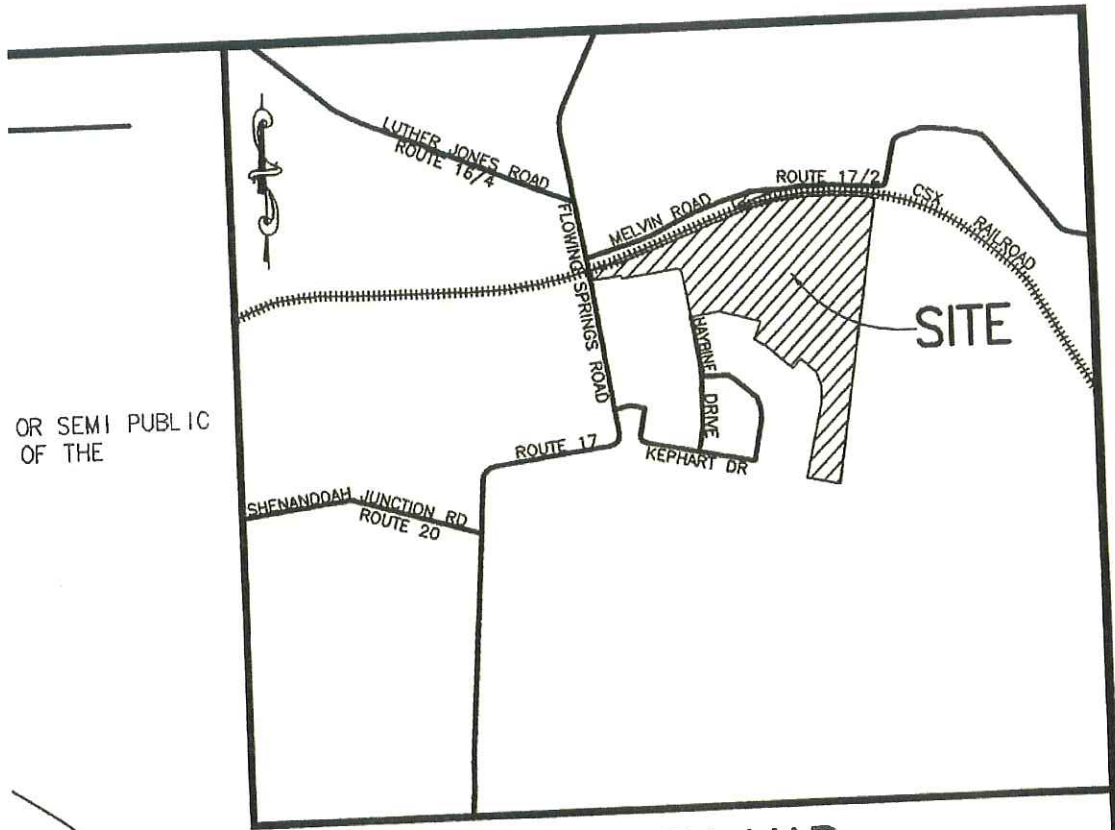 LUTHER JONES ROAD
ROUTE 16/4
ROUTE 17/2
MELVIN ROAD
CSX RAILROAD
FLOWING SPRINGS ROAD
SITE
HAYBINE DRIVE
OR SEMI PUBLIC
OF THE
ROUTE 17
KEPHART DR
SHENANDOAH JUNCTION RD
ROUTE 20